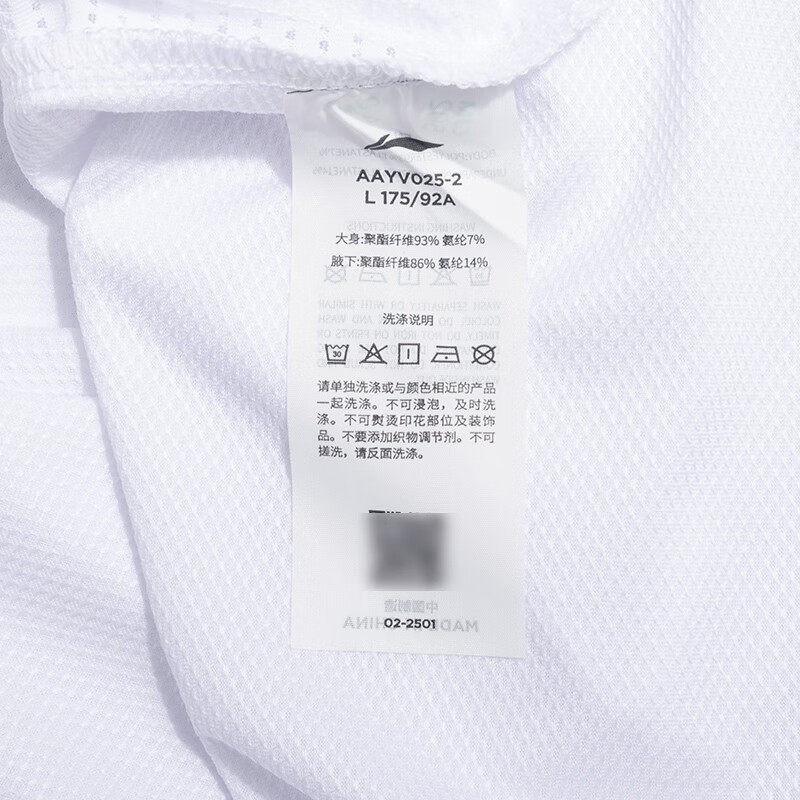 AAYV025-2
L 175/92A
大身:聚酯纤维93% 氨纶7%
腋下:聚酯纤维86% 氨纶14%
洗涤说明
30
请单独洗涤或与颜色相近的产品
一起洗涤。不可浸泡,及时洗
涤。不可熨烫印花部位及装饰
品。不要添加织物调节剂。不可
搓洗,请反面洗涤。
中国制造
MADE IN CHINA
02-2501